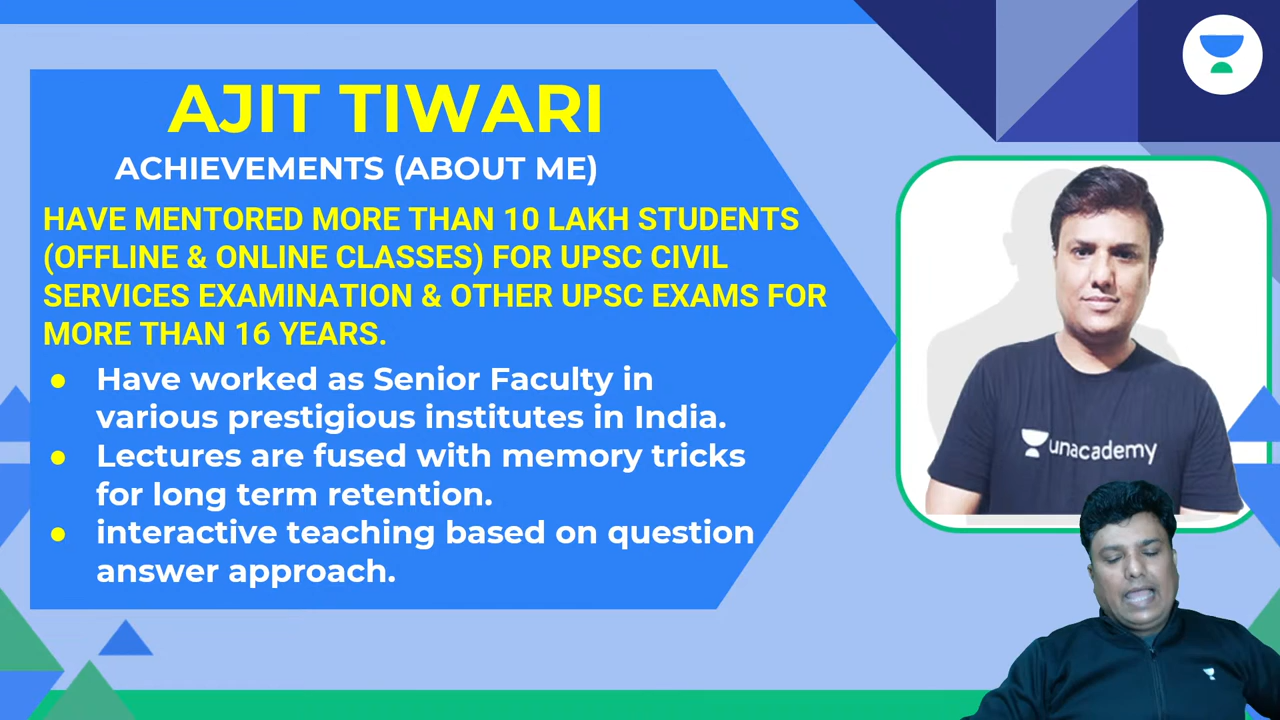 AJIT TIWARI
ACHIEVEMENTS (ABOUT ME)
HAVE MENTORED MORE THAN 10 LAKH STUDENTS
(OFFLINE & ONLINE CLASSES) FOR UPSC CIVIL
SERVICES EXAMINATION & OTHER UPSC EXAMS FOR
MORE THAN 16 YEARS.
● Have worked as Senior Faculty in
various prestigious institutes in India.
● Lectures are fused with memory tricks
for long term retention.
● interactive teaching based on question
answer approach.
unacademy